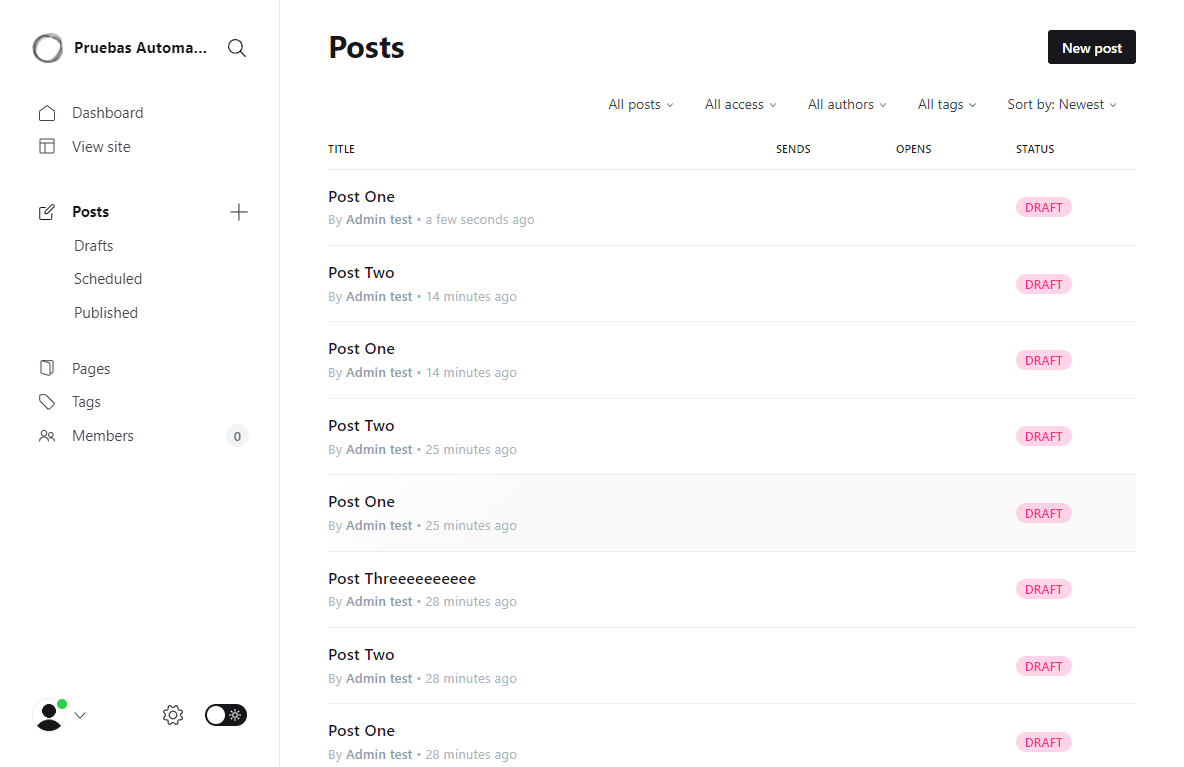 Pruebas Automa...
Dashboard
View site
Posts
Drafts
Scheduled
Published
Pages
Tags
Members 0
Posts
New post
All posts All access All authors All tags Sort by: Newest
TITLE SENDS OPENS STATUS
Post One
By Admin test • a few seconds ago
DRAFT
Post Two
By Admin test • 14 minutes ago
DRAFT
Post One
By Admin test • 14 minutes ago
DRAFT
Post Two
By Admin test • 25 minutes ago
DRAFT
Post One
By Admin test • 25 minutes ago
DRAFT
Post Threeeeeeeeee
By Admin test • 28 minutes ago
DRAFT
Post Two
By Admin test • 28 minutes ago
DRAFT
Post One
By Admin test • 28 minutes ago
DRAFT